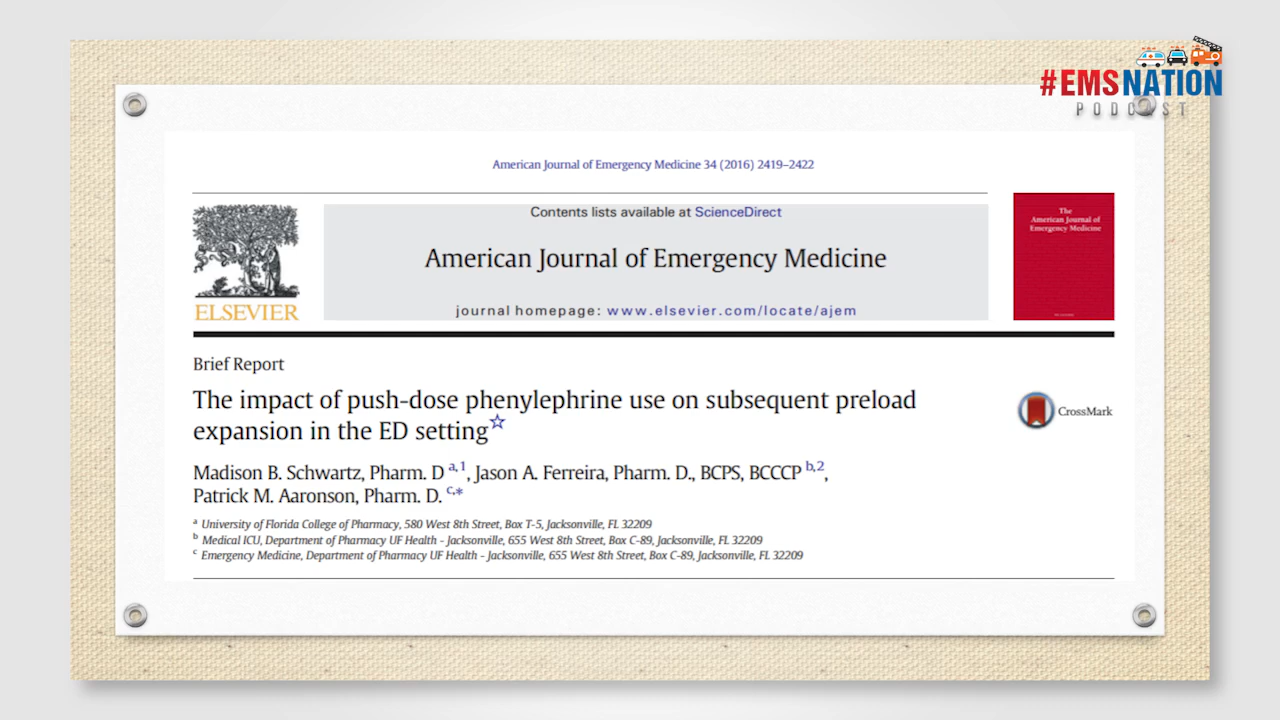 #EMSNATION
PODCAST
American Journal of Emergency Medicine 34 (2016) 2419–2422
Contents lists available at ScienceDirect
American Journal of Emergency Medicine
journal homepage: www.elsevier.com/locate/ajem
ELSEVIER
The
American Journal of
Emergency Medicine
Brief Report
The impact of push-dose phenylephrine use on subsequent preload
expansion in the ED setting☆
CrossMark
Madison B. Schwartz, Pharm. D a,1, Jason A. Ferreira, Pharm. D., BCPS, BCCCP b,2,
Patrick M. Aaronson, Pharm. D. c,*
a University of Florida College of Pharmacy, 580 West 8th Street, Box T-5, Jacksonville, FL 32209
b Medical ICU, Department of Pharmacy UF Health - Jacksonville, 655 West 8th Street, Box C-89, Jacksonville, FL 32209
c Emergency Medicine, Department of Pharmacy UF Health - Jacksonville, 655 West 8th Street, Box C-89, Jacksonville, FL 32209